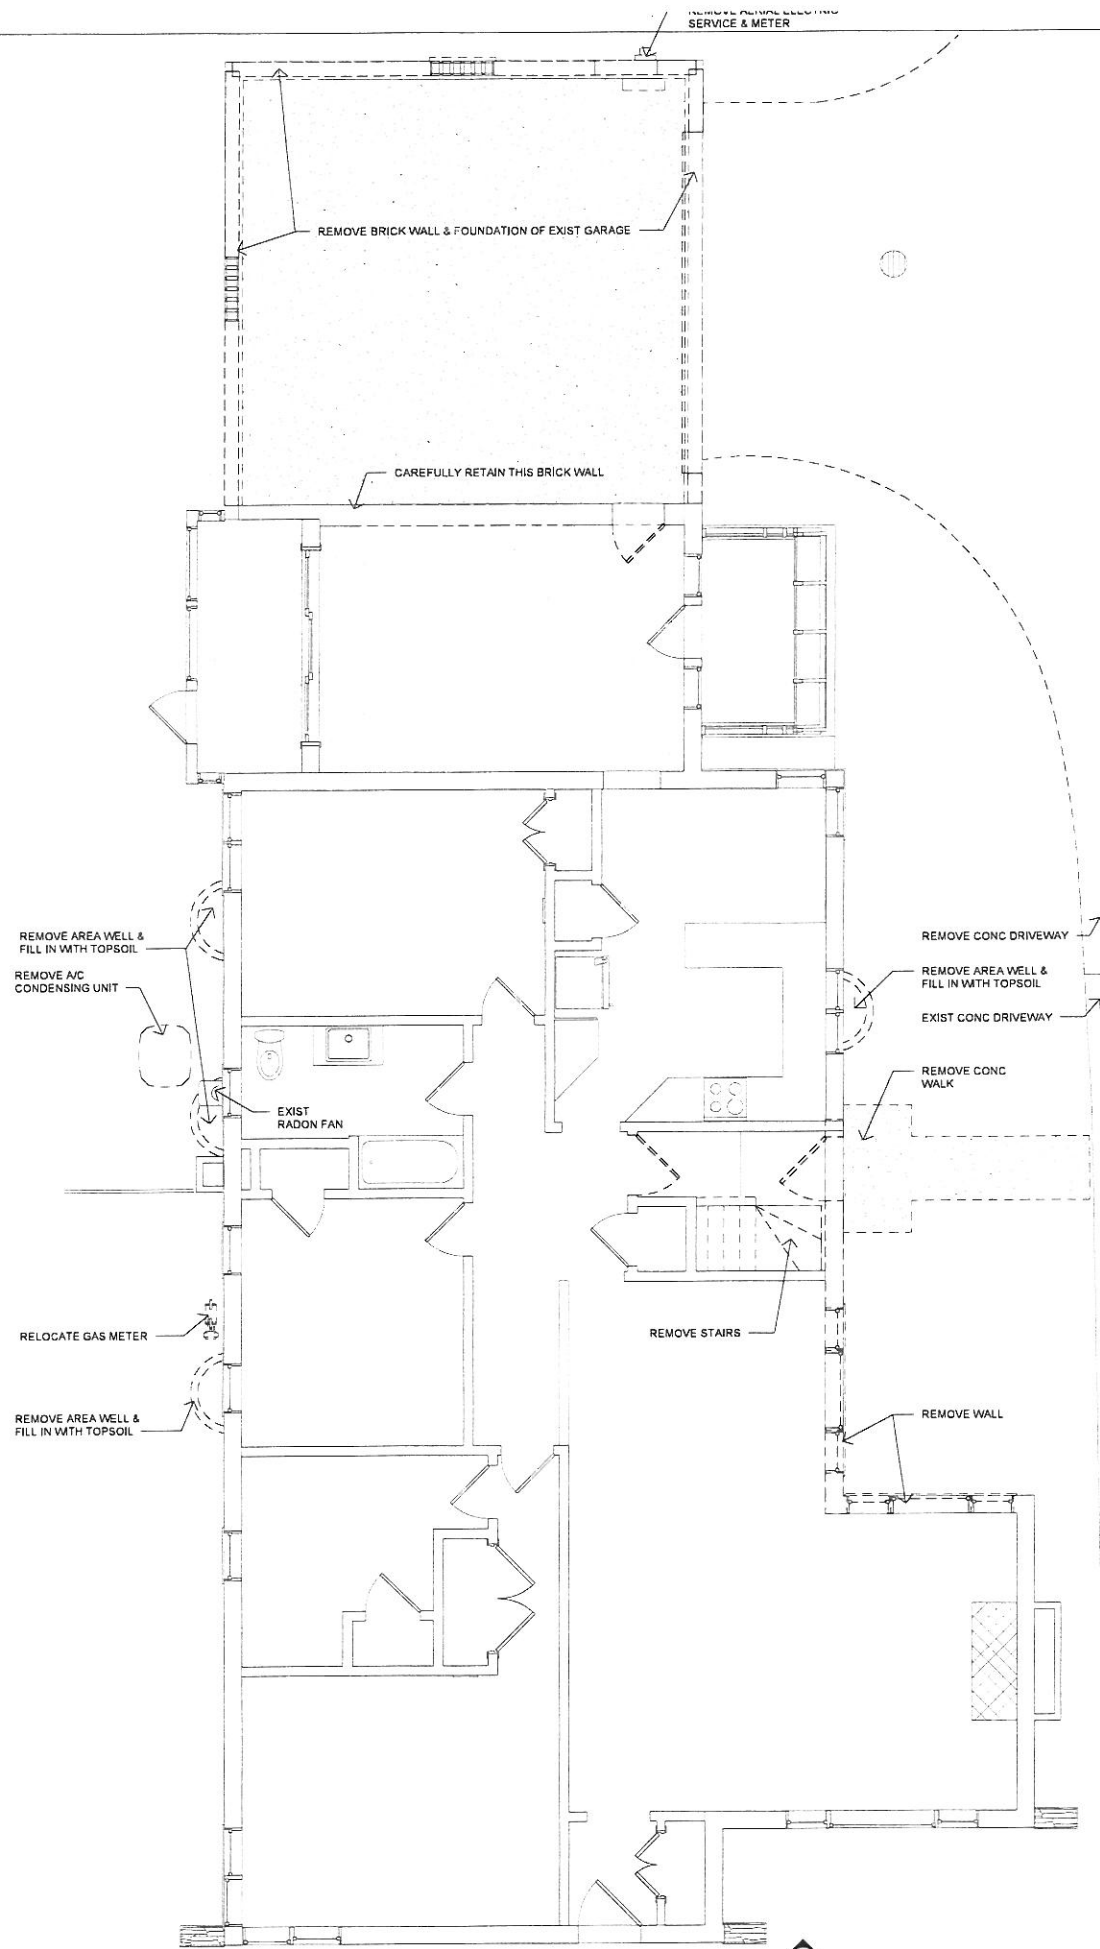 SERVICE & METER
REMOVE BRICK WALL & FOUNDATION OF EXIST GARAGE
CAREFULLY RETAIN THIS BRICK WALL
REMOVE AREA WELL &
FILL IN WITH TOPSOIL
REMOVE A/C
CONDENSING UNIT
REMOVE CONC DRIVEWAY
REMOVE AREA WELL &
FILL IN WITH TOPSOIL
EXIST CONC DRIVEWAY
REMOVE CONC
WALK
EXIST
RADON FAN
RELOCATE GAS METER
REMOVE STAIRS
REMOVE AREA WELL &
FILL IN WITH TOPSOIL
REMOVE WALL